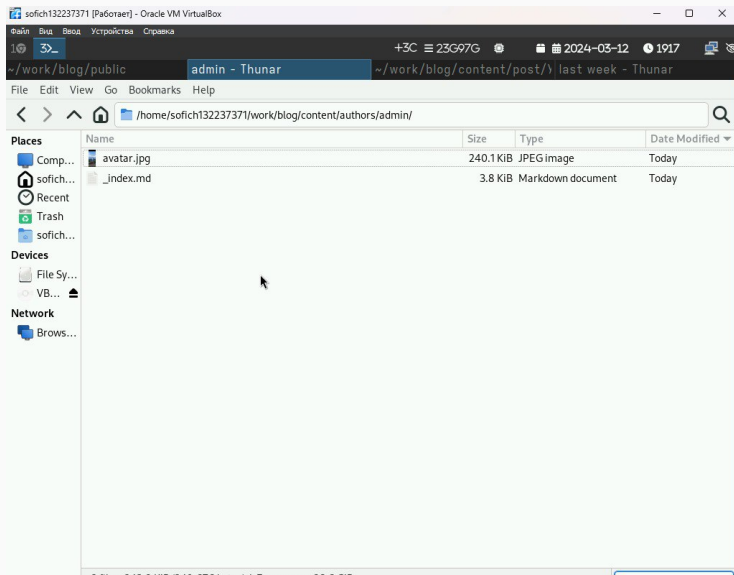 sofich132237371 [Работает] - Oracle VM VirtualBox
Файл Вид Ввод Устройства Справка
1 3 +3C 23G97G 2024-03-12 1917
~/work/blog/public admin - Thunar ~/work/blog/content/post/ last week - Thunar
File Edit View Go Bookmarks Help
/home/sofich132237371/work/blog/content/authors/admin/
Places Name Size Type Date Modified
Comp... avatar.jpg 240.1 KiB JPEG image Today
sofich... _index.md 3.8 KiB Markdown document Today
Recent
Trash
sofich...
Devices
File Sy...
VB...
Network
Brows...